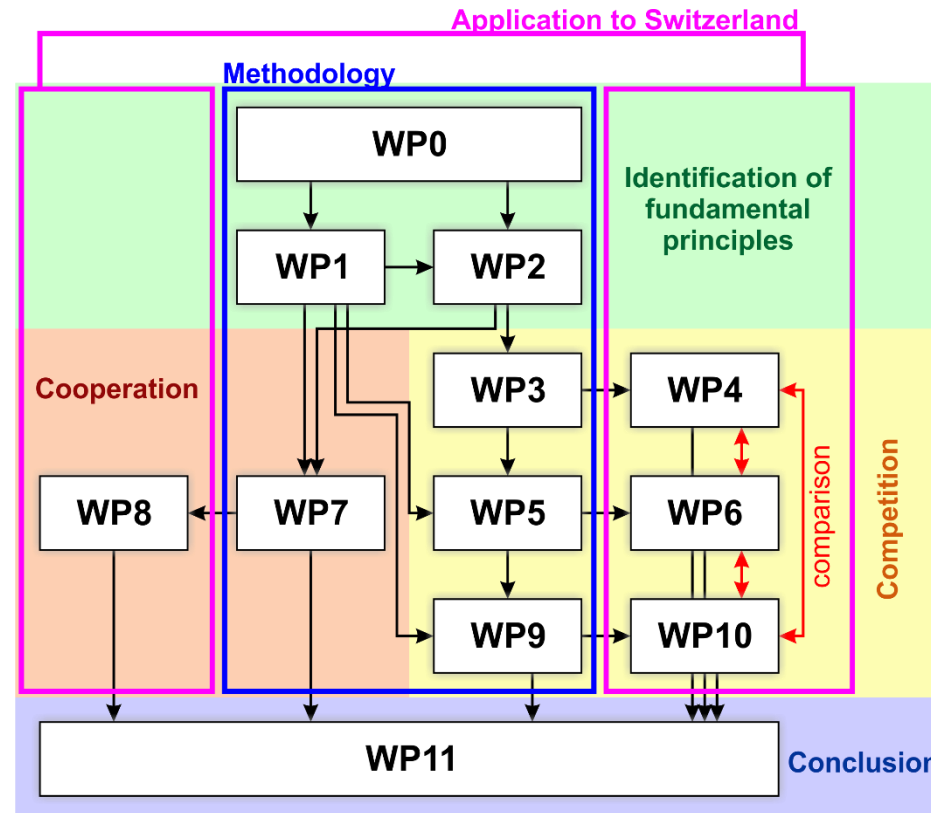 Application to Switzerland
Methodology
WP0
Identification of
fundamental
principles
WP1
WP2
Cooperation
WP3
WP4
comparison
Competition
WP8
WP7
WP5
WP6
WP9
WP10
WP11
Conclusion